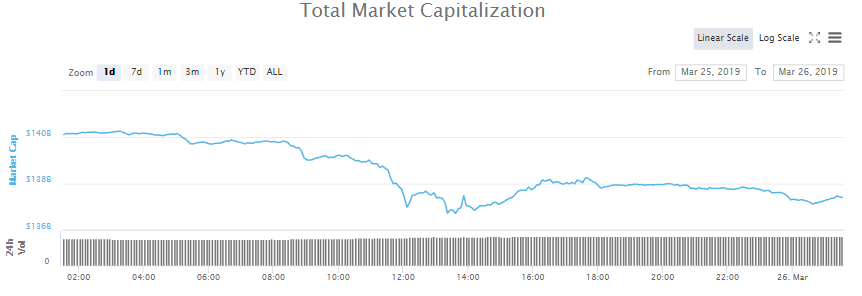 Total Market Capitalization
Linear Scale Log Scale
Zoom 1d 7d 1m 3m 1y YTD ALL From Mar 25, 2019 To Mar 26, 2019
Market Cap
$140B
$138B
$136B
24h
Vol
0
02:00 04:00 06:00 08:00 10:00 12:00 14:00 16:00 18:00 20:00 22:00 26. Mar